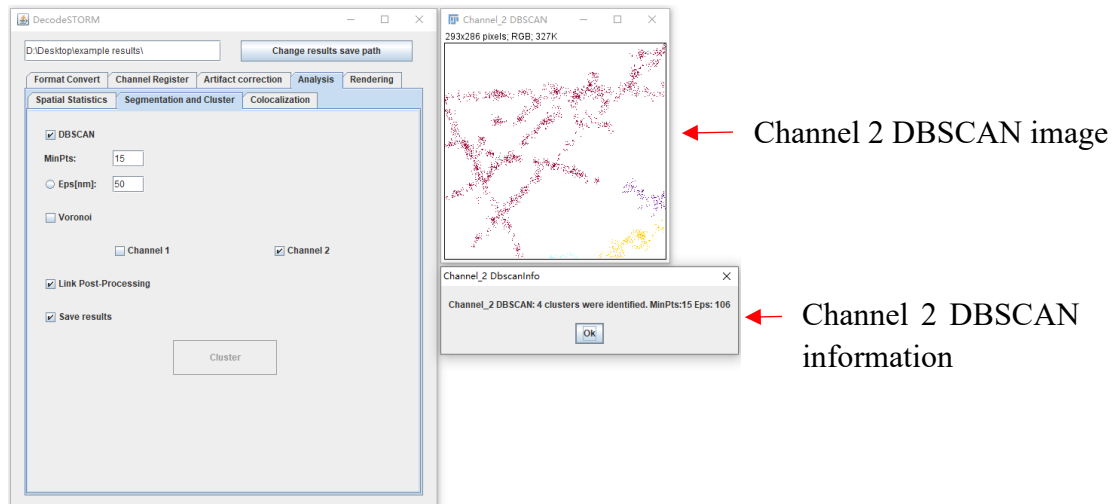 DecodeSTORM
D:\Desktop\example results\
Change results save path
Format Convert Channel Register Artifact correction Analysis Rendering
Spatial Statistics Segmentation and Cluster Colocalization
DBSCAN
MinPts: 15
Eps[nm]: 50
Voronoi
Channel 1 Channel 2
Link Post-Processing
Save results
Cluster
Channel_2 DBSCAN
293x286 pixels; RGB; 327K
Channel 2 DBSCAN image
Channel_2 DbscanInfo
Channel_2 DBSCAN: 4 clusters were identified. MinPts:15 Eps: 106
Ok
Channel 2 DBSCAN
information